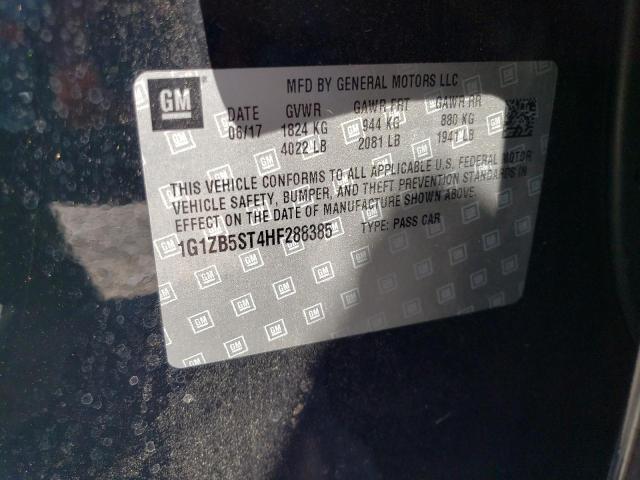 GM
MFD BY GENERAL MOTORS LLC
DATE GVWR GAWR FRT GAWR RR
06/17 1824 KG 944 KG 880 KG
4022 LB 2081 LB 1941 LB
THIS VEHICLE CONFORMS TO ALL APPLICABLE U.S. FEDERAL MOTOR
VEHICLE SAFETY, BUMPER, AND THEFT PREVENTION STANDARDS IN
EFFECT ON THE DATE OF MANUFACTURE SHOWN ABOVE.
1G1ZB5ST4HF288385 TYPE: PASS CAR